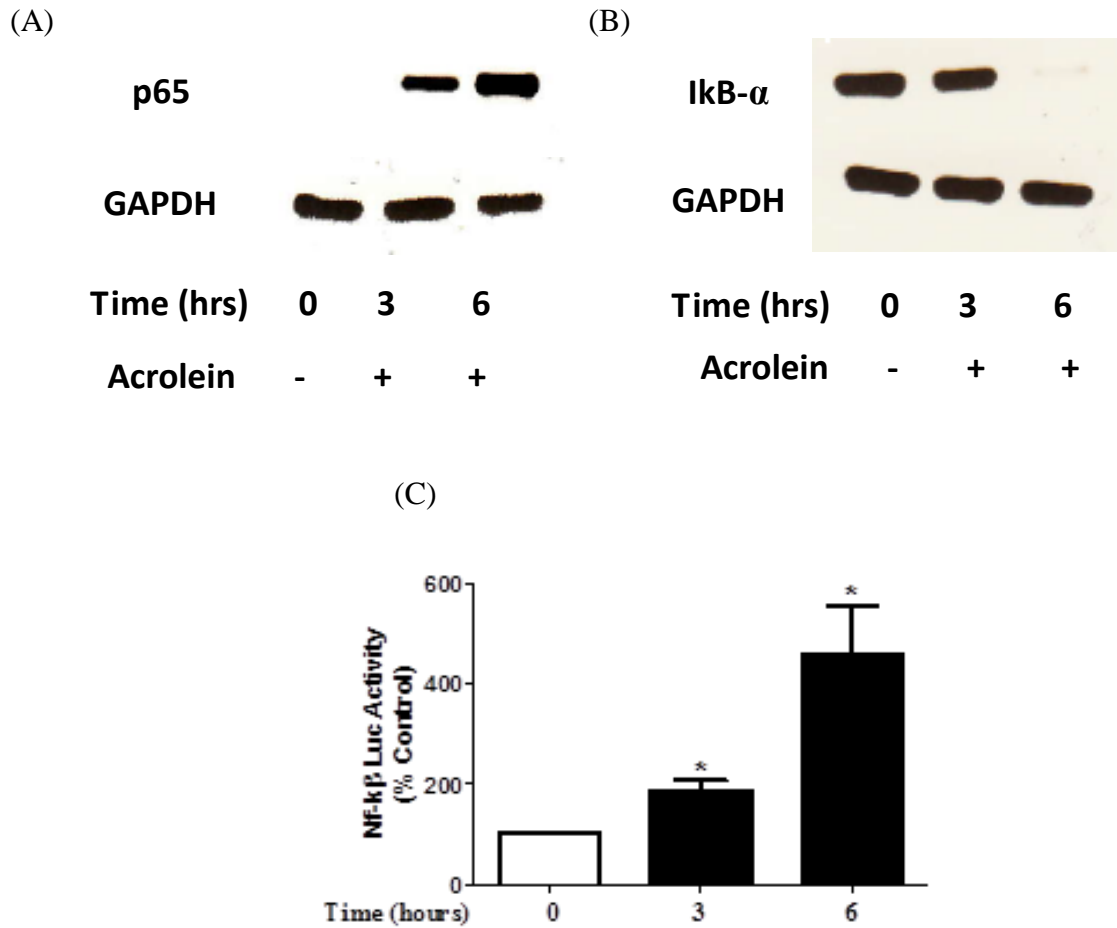 (A)
p65
GAPDH
Time (hrs) 0 3 6
Acrolein - + +
(B)
IkB-α
GAPDH
Time (hrs) 0 3 6
Acrolein - + +
(C)
Nf-kβ Luc Activity
(% Control)
600
400
200
0
*
*
Time (hours) 0 3 6